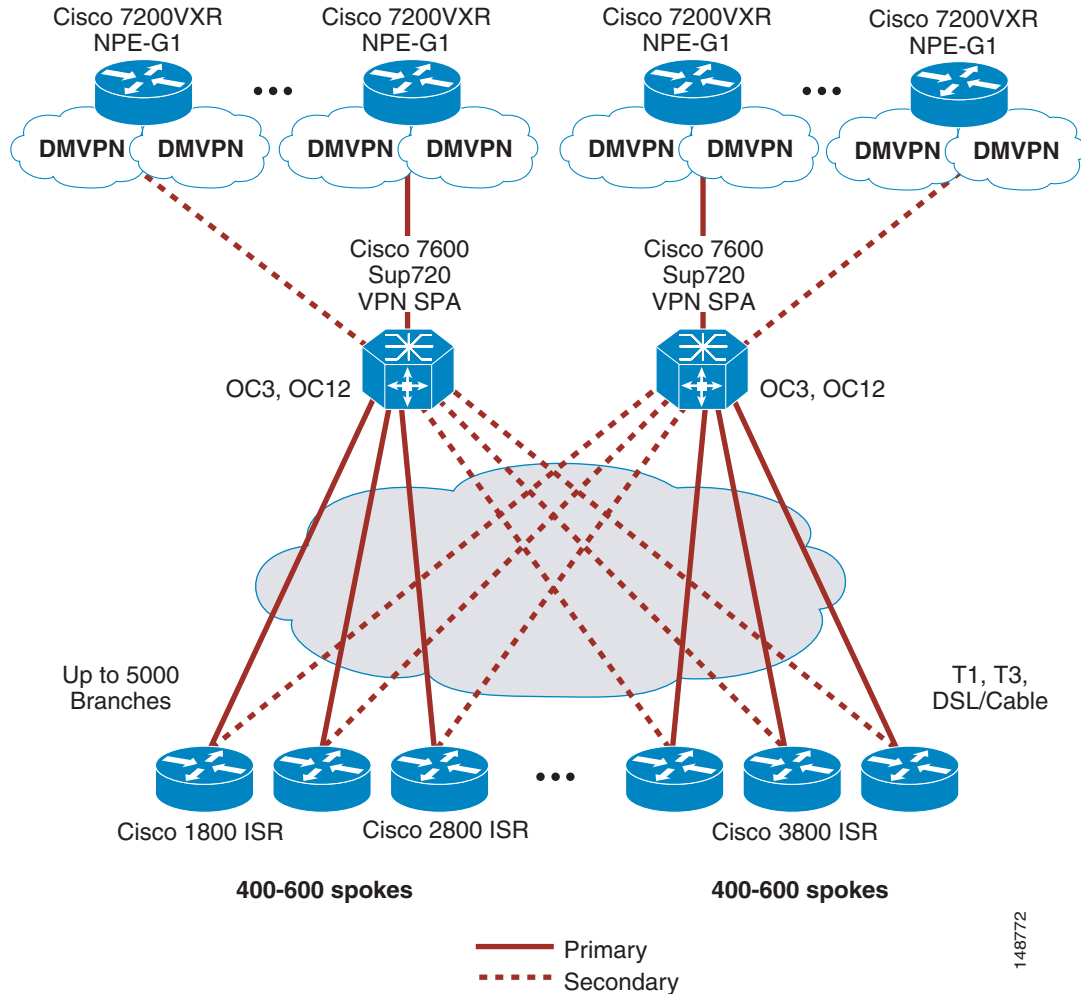 Cisco 7200VXR
NPE-G1
Cisco 7200VXR
NPE-G1
Cisco 7200VXR
NPE-G1
Cisco 7200VXR
NPE-G1
DMVPN DMVPN
DMVPN DMVPN
DMVPN DMVPN
DMVPN DMVPN
Cisco 7600
Sup720
VPN SPA
Cisco 7600
Sup720
VPN SPA
OC3, OC12
OC3, OC12
Up to 5000
Branches
T1, T3,
DSL/Cable
Cisco 1800 ISR
Cisco 2800 ISR
Cisco 3800 ISR
400-600 spokes
400-600 spokes
Primary
Secondary
148772